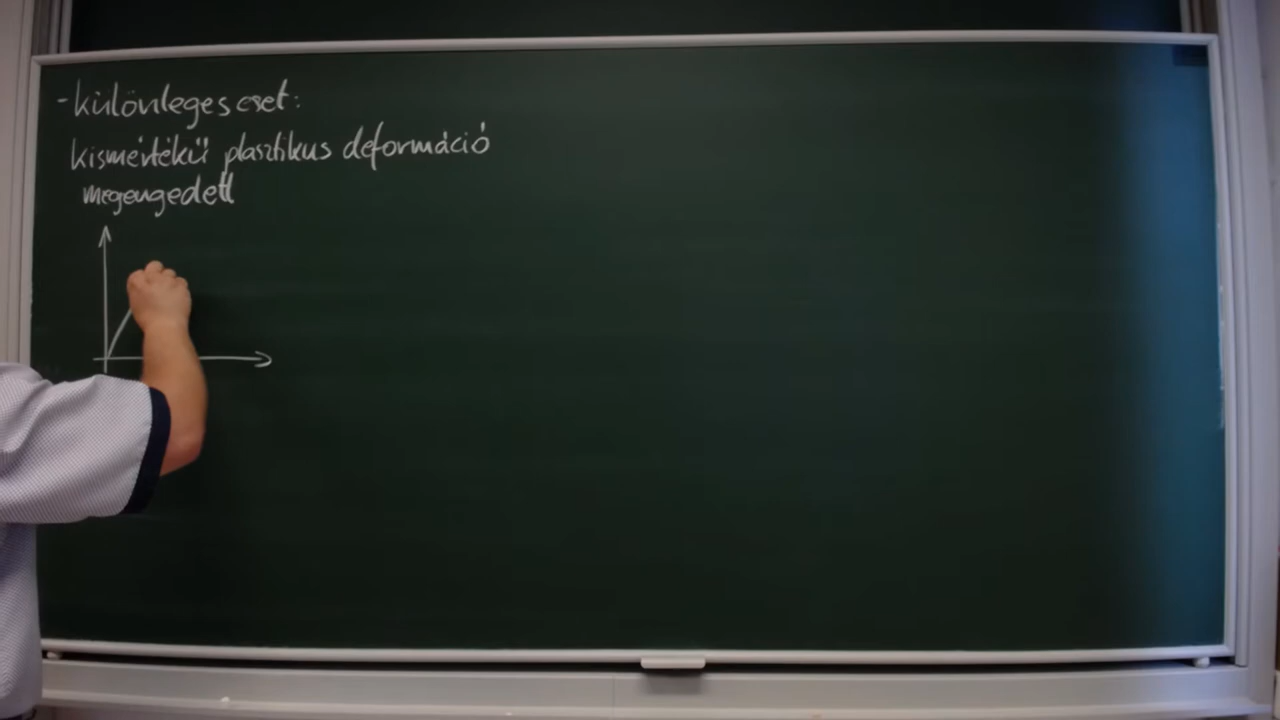 - különleges eset:
kismértékű plasztikus deformáció
megengedett